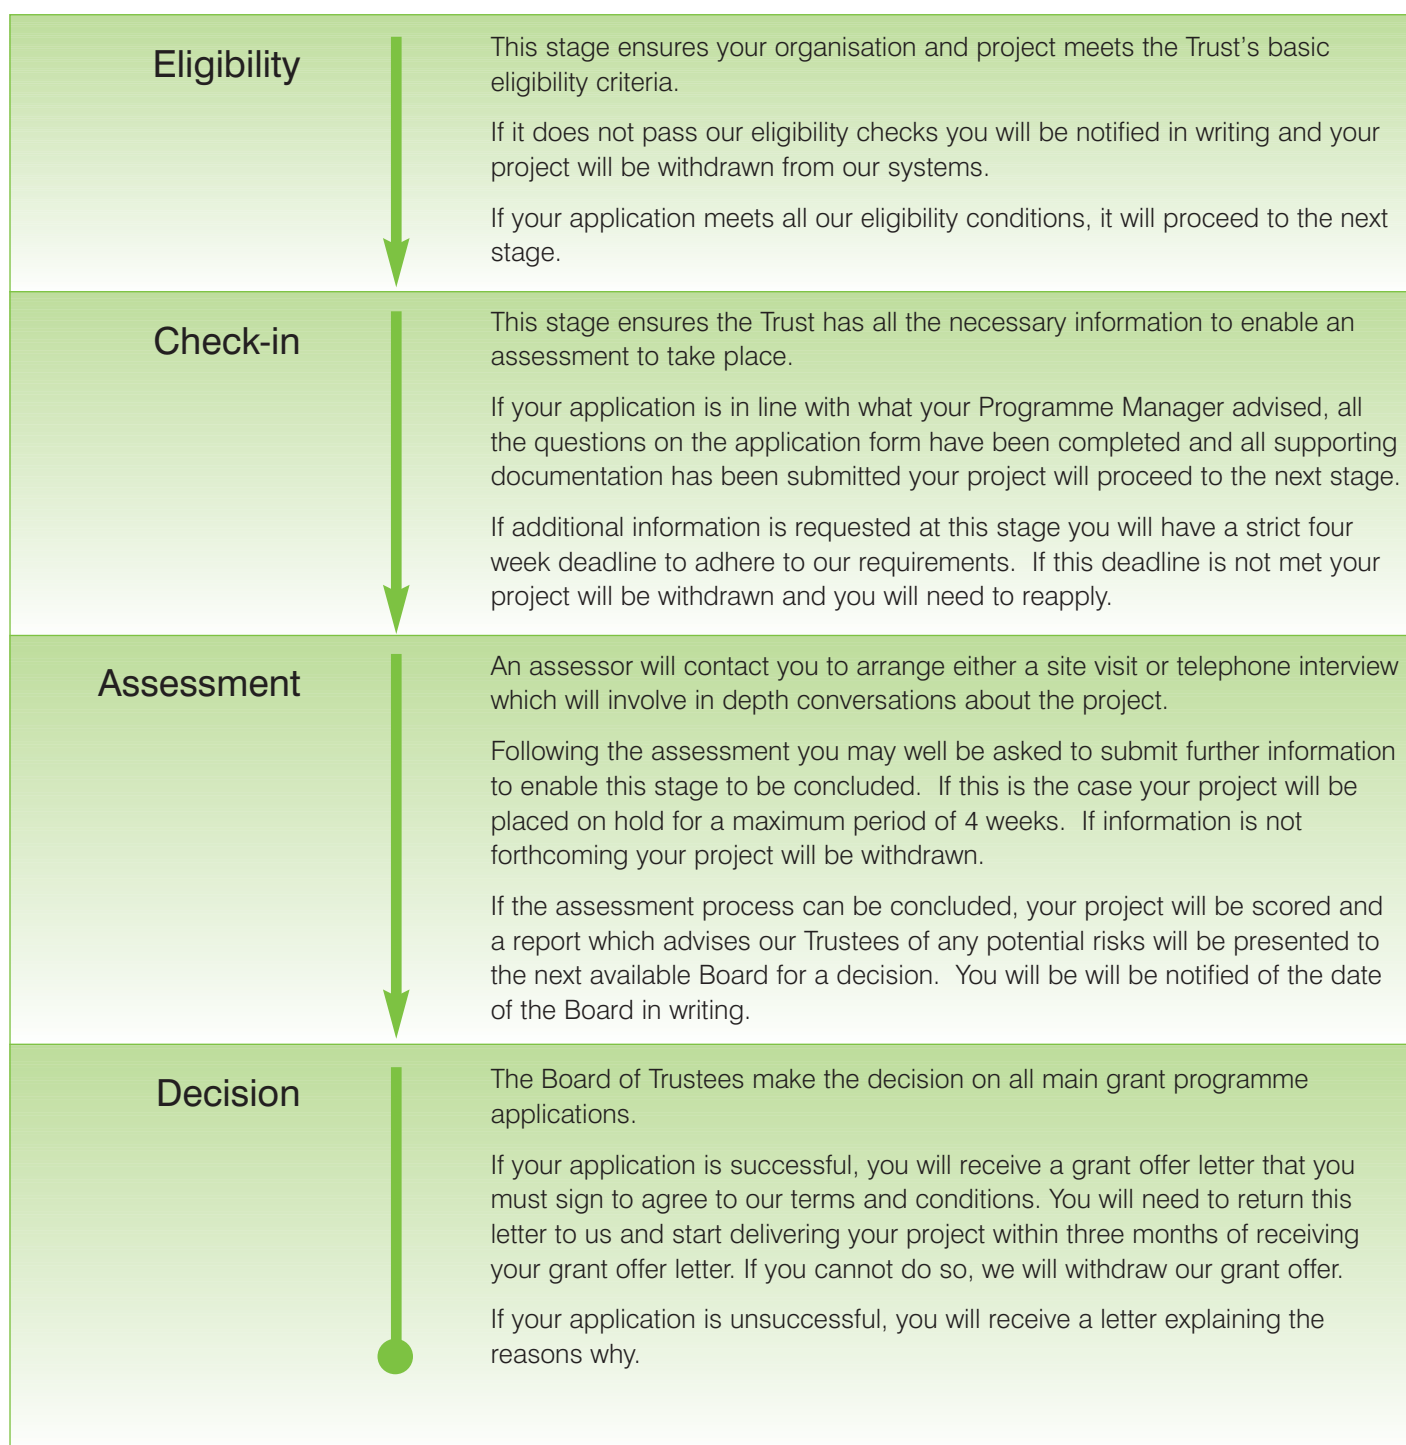 Eligibility
This stage ensures your organisation and project meets the Trust's basic
eligibility criteria.
If it does not pass our eligibility checks you will be notified in writing and your
project will be withdrawn from our systems.
If your application meets all our eligibility conditions, it will proceed to the next
stage.
Check-in
This stage ensures the Trust has all the necessary information to enable an
assessment to take place.
If your application is in line with what your Programme Manager advised, all
the questions on the application form have been completed and all supporting
documentation has been submitted your project will proceed to the next stage.
If additional information is requested at this stage you will have a strict four
week deadline to adhere to our requirements.  If this deadline is not met your
project will be withdrawn and you will need to reapply.
Assessment
An assessor will contact you to arrange either a site visit or telephone interview
which will involve in depth conversations about the project.
Following the assessment you may well be asked to submit further information
to enable this stage to be concluded.  If this is the case your project will be
placed on hold for a maximum period of 4 weeks.  If information is not
forthcoming your project will be withdrawn.
If the assessment process can be concluded, your project will be scored and
a report which advises our Trustees of any potential risks will be presented to
the next available Board for a decision.  You will be will be notified of the date
of the Board in writing.
Decision
The Board of Trustees make the decision on all main grant programme
applications.
If your application is successful, you will receive a grant offer letter that you
must sign to agree to our terms and conditions. You will need to return this
letter to us and start delivering your project within three months of receiving
your grant offer letter. If you cannot do so, we will withdraw our grant offer.
If your application is unsuccessful, you will receive a letter explaining the
reasons why.